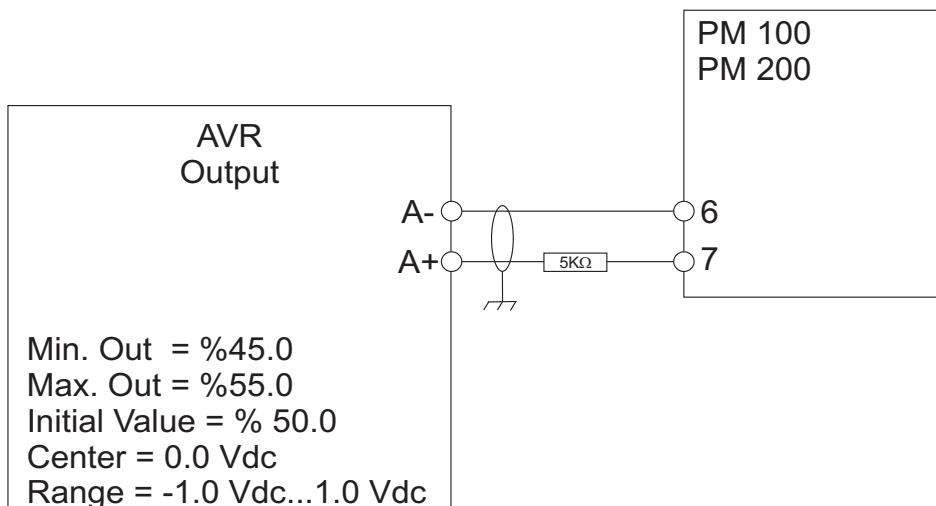 PM 100
PM 200
AVR
Output
A-
6
A+
5KΩ
7
Min. Out = %45.0
Max. Out = %55.0
Initial Value = % 50.0
Center = 0.0 Vdc
Range = -1.0 Vdc...1.0 Vdc